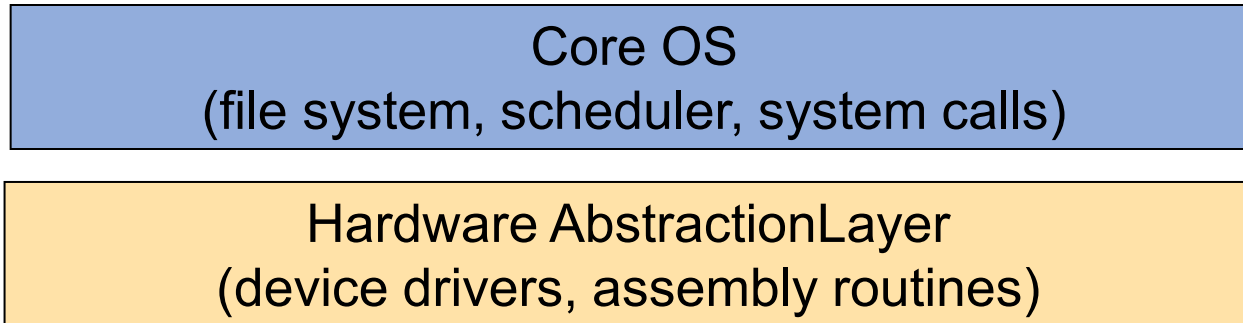 Core OS
(file system, scheduler, system calls)
Hardware AbstractionLayer
(device drivers, assembly routines)